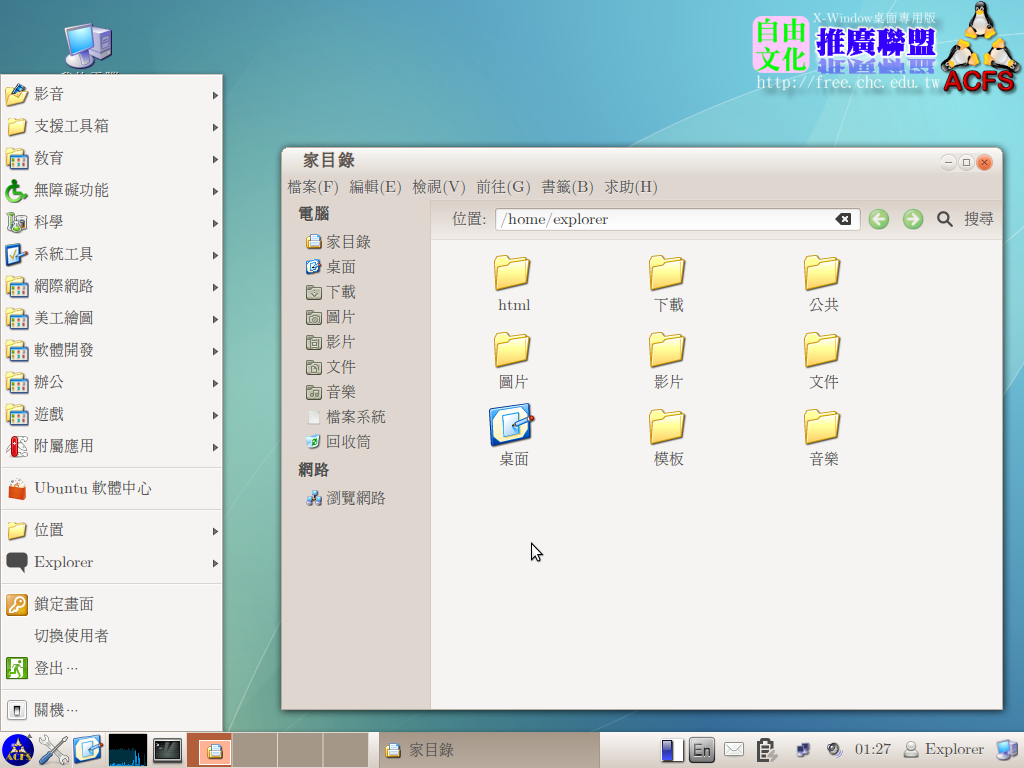 X-Window桌面專用版
自由
文化
推廣聯盟
http://free.chc.edu.tw
ACFS
影音
支援工具箱
教育
無障礙功能
科學
系統工具
網際網路
美工繪圖
軟體開發
辦公
遊戲
附屬應用
Ubuntu 軟體中心
位置
Explorer
鎖定畫面
切換使用者
登出…
關機…
家目錄
檔案(F) 編輯(E) 檢視(V) 前往(G) 書籤(B) 求助(H)
電腦
家目錄
桌面
下載
圖片
影片
文件
音樂
檔案系統
回收筒
網路
瀏覽網路
位置: /home/explorer 搜尋
html 下載 公共
圖片 影片 文件
桌面 模板 音樂
ACFS
家目錄
En
01:27
Explorer